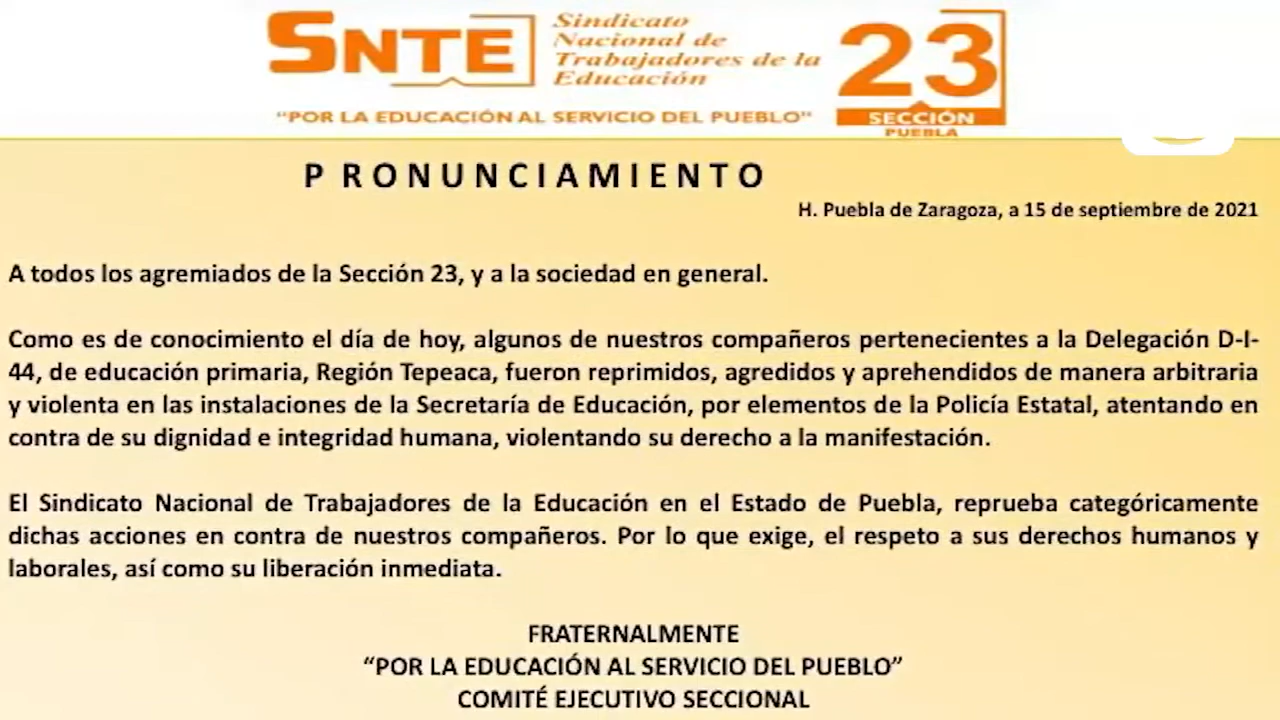 SNTE
Sindicato
Nacional de
Trabajadores de la
Educación
"POR LA EDUCACIÓN AL SERVICIO DEL PUEBLO"
23
SECCIÓN
PUEBLA
P RONUNCIAMIENTO
H. Puebla de Zaragoza, a 15 de septiembre de 2021
A todos los agremiados de la Sección 23, y a la sociedad en general.
Como es de conocimiento el día de hoy, algunos de nuestros compañeros pertenecientes a la Delegación D-I-
44, de educación primaria, Región Tepeaca, fueron reprimidos, agredidos y aprehendidos de manera arbitraria
y violenta en las instalaciones de la Secretaría de Educación, por elementos de la Policía Estatal, atentando en
contra de su dignidad e integridad humana, violentando su derecho a la manifestación.
El Sindicato Nacional de Trabajadores de la Educación en el Estado de Puebla, reprueba categóricamente
dichas acciones en contra de nuestros compañeros. Por lo que exige, el respeto a sus derechos humanos y
laborales, así como su liberación inmediata.
FRATERNALMENTE
“POR LA EDUCACIÓN AL SERVICIO DEL PUEBLO”
COMITÉ EJECUTIVO SECCIONAL